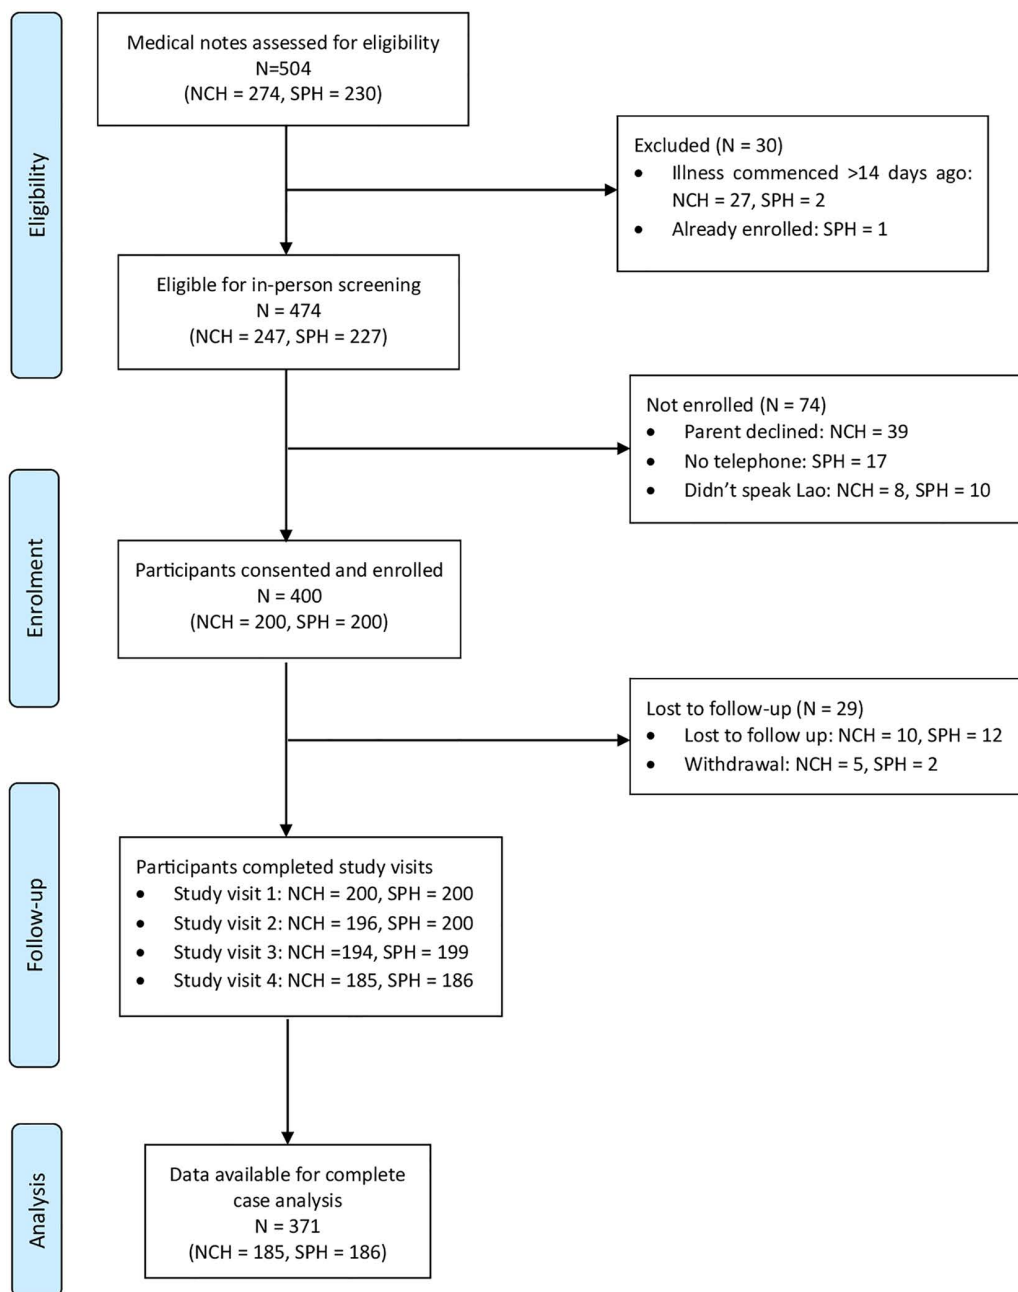 Medical notes assessed for eligibility
N=504
(NCH = 274, SPH = 230)
Eligibility
Excluded (N = 30)
• Illness commenced >14 days ago:
NCH = 27, SPH = 2
• Already enrolled: SPH = 1
Eligible for in-person screening
N = 474
(NCH = 247, SPH = 227)
Not enrolled (N = 74)
• Parent declined: NCH = 39
• No telephone: SPH = 17
• Didn't speak Lao: NCH = 8, SPH = 10
Enrolment
Participants consented and enrolled
N = 400
(NCH = 200, SPH = 200)
Lost to follow-up (N = 29)
• Lost to follow up: NCH = 10, SPH = 12
• Withdrawal: NCH = 5, SPH = 2
Follow-up
Participants completed study visits
• Study visit 1: NCH = 200, SPH = 200
• Study visit 2: NCH = 196, SPH = 200
• Study visit 3: NCH =194, SPH = 199
• Study visit 4: NCH = 185, SPH = 186
Analysis
Data available for complete
case analysis
N = 371
(NCH = 185, SPH = 186)